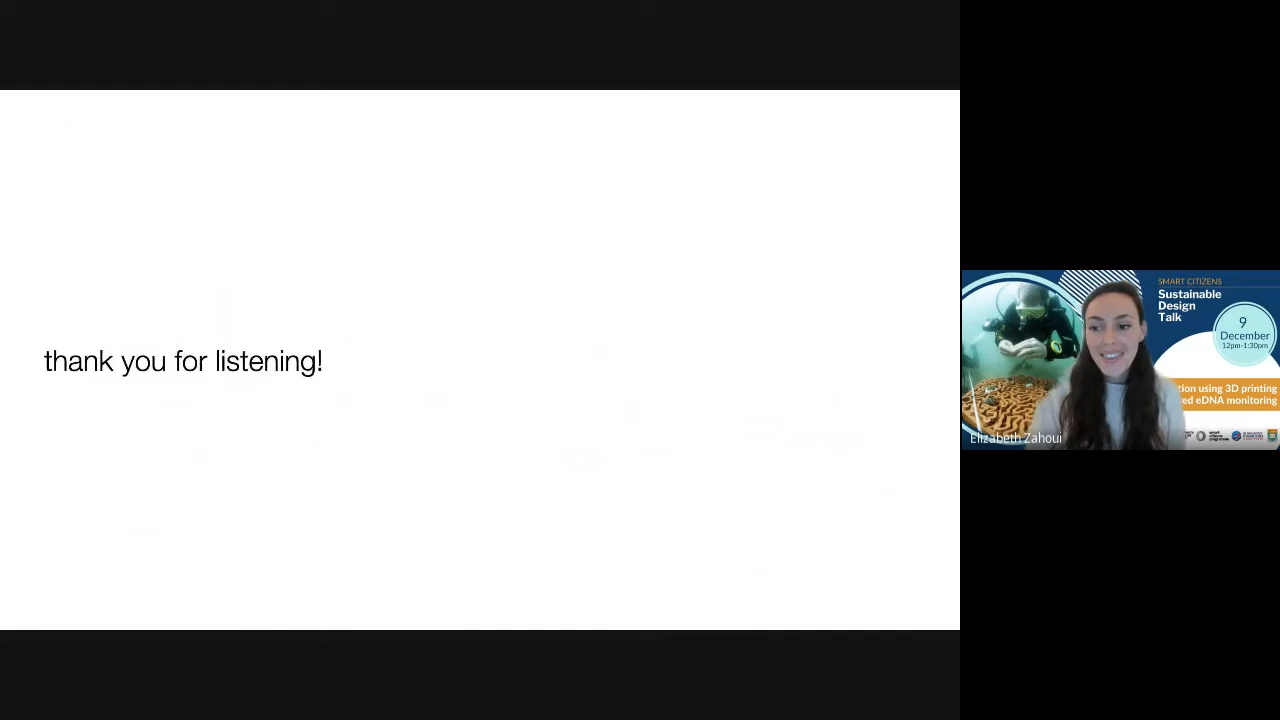 thank you for listening!
SMART CITIZENS
Sustainable
Design
Talk
9
December
12pm-1:30pm
tion using 3D printing
ed eDNA monitoring
Elizabeth Zahoui